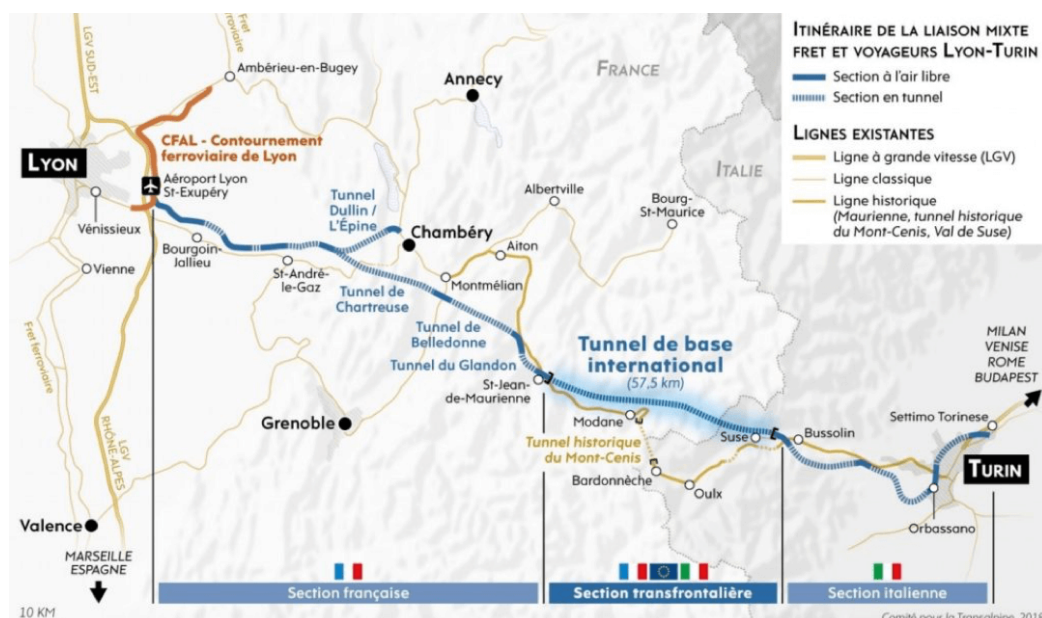 ITINÉRAIRE DE LA LIAISON MIXTE
FRET ET VOYAGEURS LYON-TURIN
Section à l'air libre
Section en tunnel
LIGNES EXISTANTES
Ligne à grande vitesse (LGV)
Ligne classique
Ligne historique
(Maurienne, tunnel historique
du Mont-Cenis, Val de Suse)
LGV SUD-EST
Fret
ferroviaire
Ambérieu-en-Bugey
Annecy
FRANCE
ITALIE
CFAL - Contournement
ferroviaire de Lyon
LYON
Aéroport Lyon
St-Exupéry
Vénissieux
Bourgoin-
Jallieu
Vienne
St-André-
le-Gaz
Tunnel
Dullin /
L'Épine
Chambéry
Albertville
Bourg-
St-Maurice
Aiton
Montmélian
Tunnel de
Chartreuse
Tunnel de
Belledonne
Tunnel du Glandon
St-Jean-
de-Maurienne
Tunnel de base
international
(57,5 km)
Fret ferroviaire
LGV
RHÔNE-ALPES
Grenoble
Modane
Tunnel historique
du Mont-Cenis
Suse
Bussolin
Bardonnèche
Oulx
MILAN
VENISE
ROME
BUDAPEST
Settimo Torinese
TURIN
Orbassano
Valence
MARSEILLE
ESPAGNE
Section française
Section transfrontalière
Section italienne
10 KM
Comité pour la Transalpine, 2019